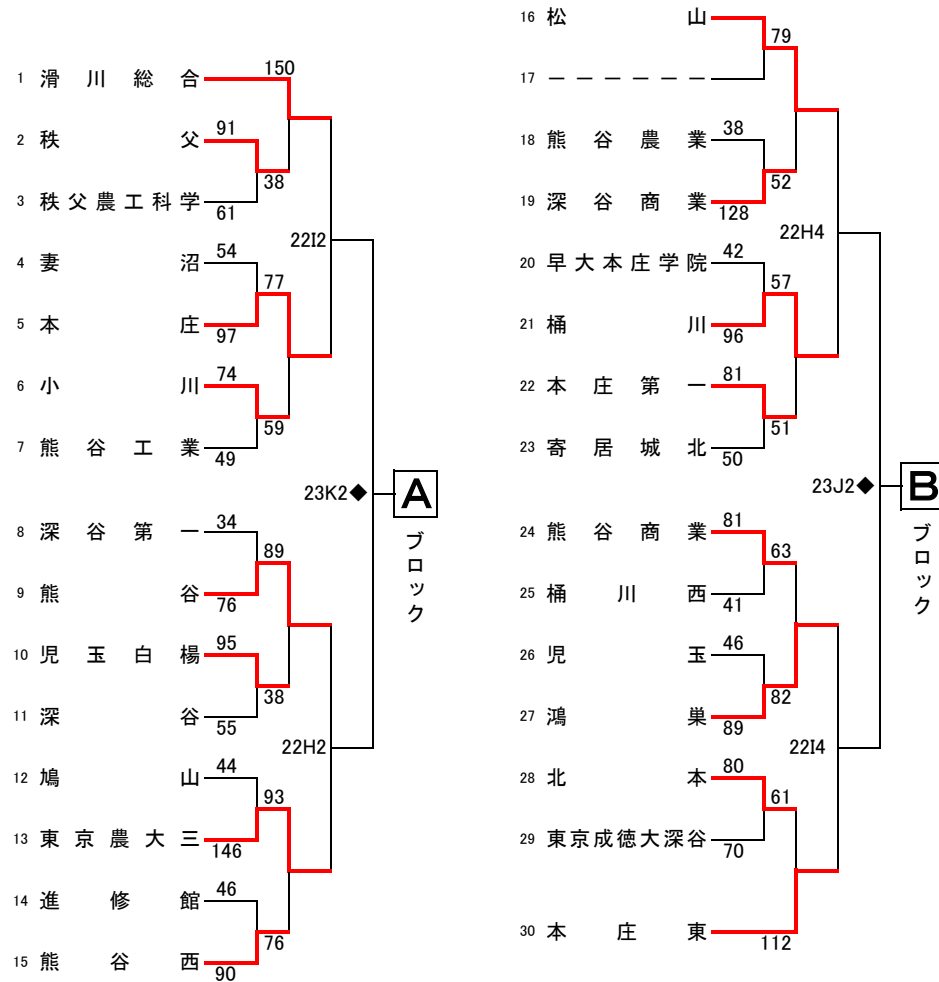 1 滑川総合 150
2 秩父 91
38
3 秩父農工科学 61
22I2
4 妻沼 54
77
5 本庄 97
6 小川 74
59
7 熊谷工業 49
23K2◆ A
ブロック
8 深谷第一 34
89
9 熊谷 76
10 児玉白楊 95
38
11 深谷 55
22H2
12 鳩山 44
93
13 東京農大三 146
14 進修館 46
76
15 熊谷西 90
16 松山
79
17 ー ー ー ー ー ー
18 熊谷農業 38
52
19 深谷商業 128
22H4
20 早大本庄学院 42
57
21 桶川 96
22 本庄第一 81
51
23 寄居城北 50
23J2◆ B
ブロック
24 熊谷商業 81
63
25 桶川西 41
26 児玉 46
82
27 鴻巣 89
22I4
28 北本 80
61
29 東京成徳大深谷 70
30 本庄東 112